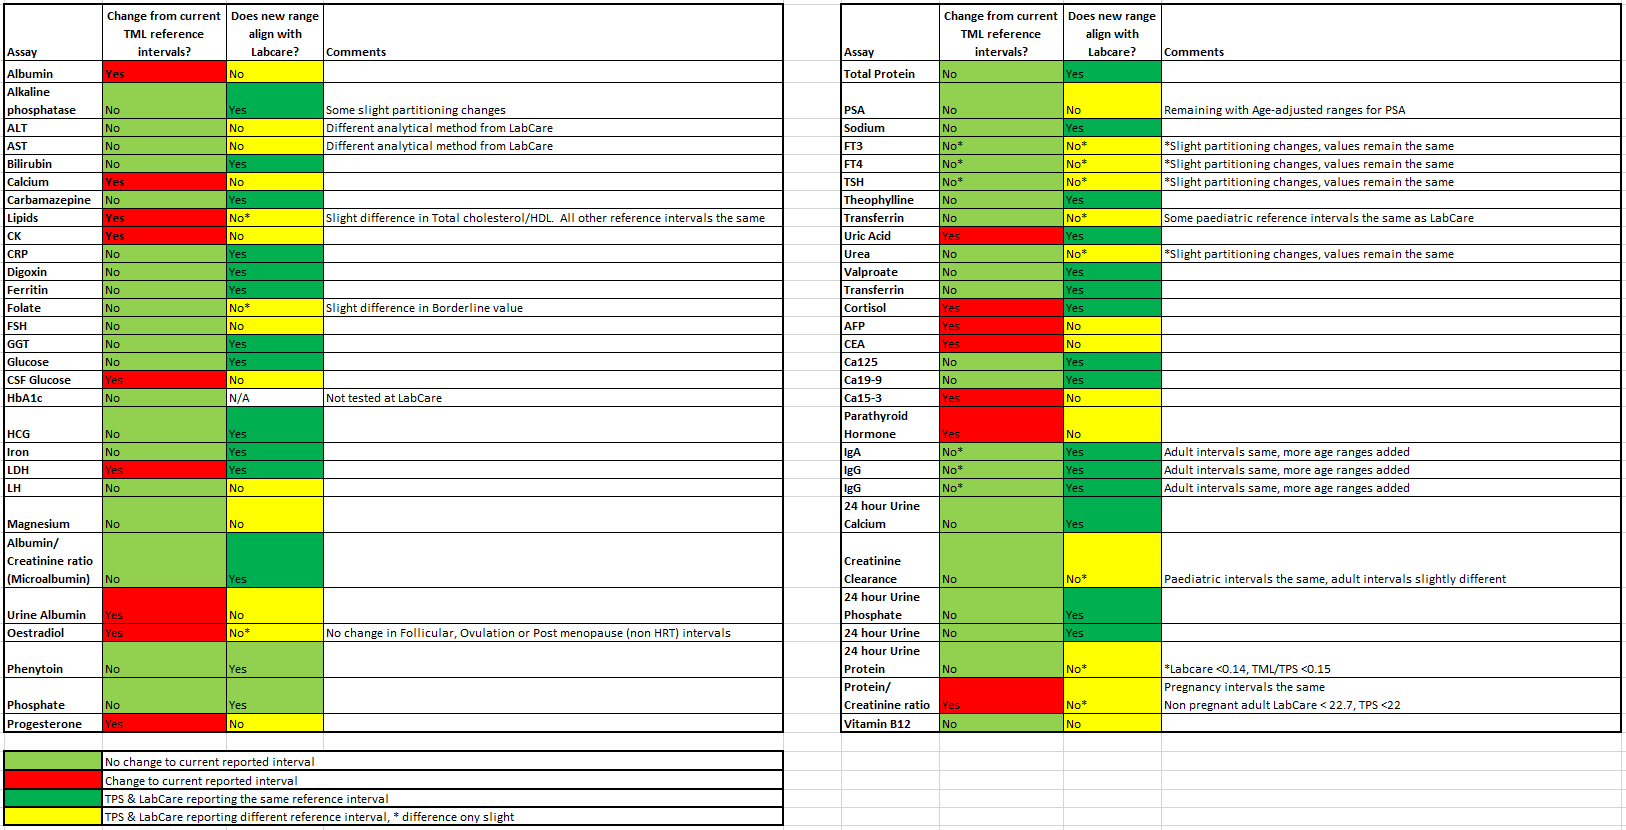 Assay Change from current TML reference intervals? Does new range align with Labcare? Comments
Albumin Yes No
Alkaline phosphatase No Yes Some slight partitioning changes
ALT No No Different analytical method from LabCare
AST No No Different analytical method from LabCare
Bilirubin No Yes
Calcium Yes No
Carbamazepine No Yes
Lipids Yes No* Slight difference in Total cholesterol/HDL. All other reference intervals the same
CK Yes No
CRP No Yes
Digoxin No Yes
Ferritin No Yes
Folate No No* Slight difference in Borderline value
FSH No No
GGT No Yes
Glucose No Yes
CSF Glucose Yes No
HbA1c No N/A Not tested at LabCare
HCG No Yes
Iron No Yes
LDH Yes Yes
LH No No
Magnesium No No
Albumin/ Creatinine ratio (Microalbumin) No Yes
Urine Albumin Yes No
Oestradiol Yes No* No change in Follicular, Ovulation or Post menopause (non HRT) intervals
Phenytoin No Yes
Phosphate No Yes
Progesterone Yes No
Assay Change from current TML reference intervals? Does new range align with Labcare? Comments
Total Protein No Yes
PSA No No Remaining with Age-adjusted ranges for PSA
Sodium No Yes
FT3 No* No* *Slight partitioning changes, values remain the same
FT4 No* No* *Slight partitioning changes, values remain the same
TSH No* No* *Slight partitioning changes, values remain the same
Theophylline No Yes
Transferrin No No* Some paediatric reference intervals the same as LabCare
Uric Acid Yes Yes
Urea No No* *Slight partitioning changes, values remain the same
Valproate No Yes
Transferrin No Yes
Cortisol Yes Yes
AFP Yes No
CEA Yes No
Ca125 No Yes
Ca19-9 No Yes
Ca15-3 Yes No
Parathyroid Hormone Yes No
IgA No* Yes Adult intervals same, more age ranges added
IgG No* Yes Adult intervals same, more age ranges added
IgG No* Yes Adult intervals same, more age ranges added
24 hour Urine Calcium No Yes
Creatinine Clearance No No* Paediatric intervals the same, adult intervals slightly different
24 hour Urine Phosphate No Yes
24 hour Urine No Yes
24 hour Urine Protein No No* *Labcare <0.14, TML/TPS <0.15
Protein/ Creatinine ratio Yes No* Pregnancy intervals the same
Non pregnant adult LabCare < 22.7, TPS <22
Vitamin B12 No No
No change to current reported interval
Change to current reported interval
TPS & LabCare reporting the same reference interval
TPS & LabCare reporting different reference interval, * difference ony slight